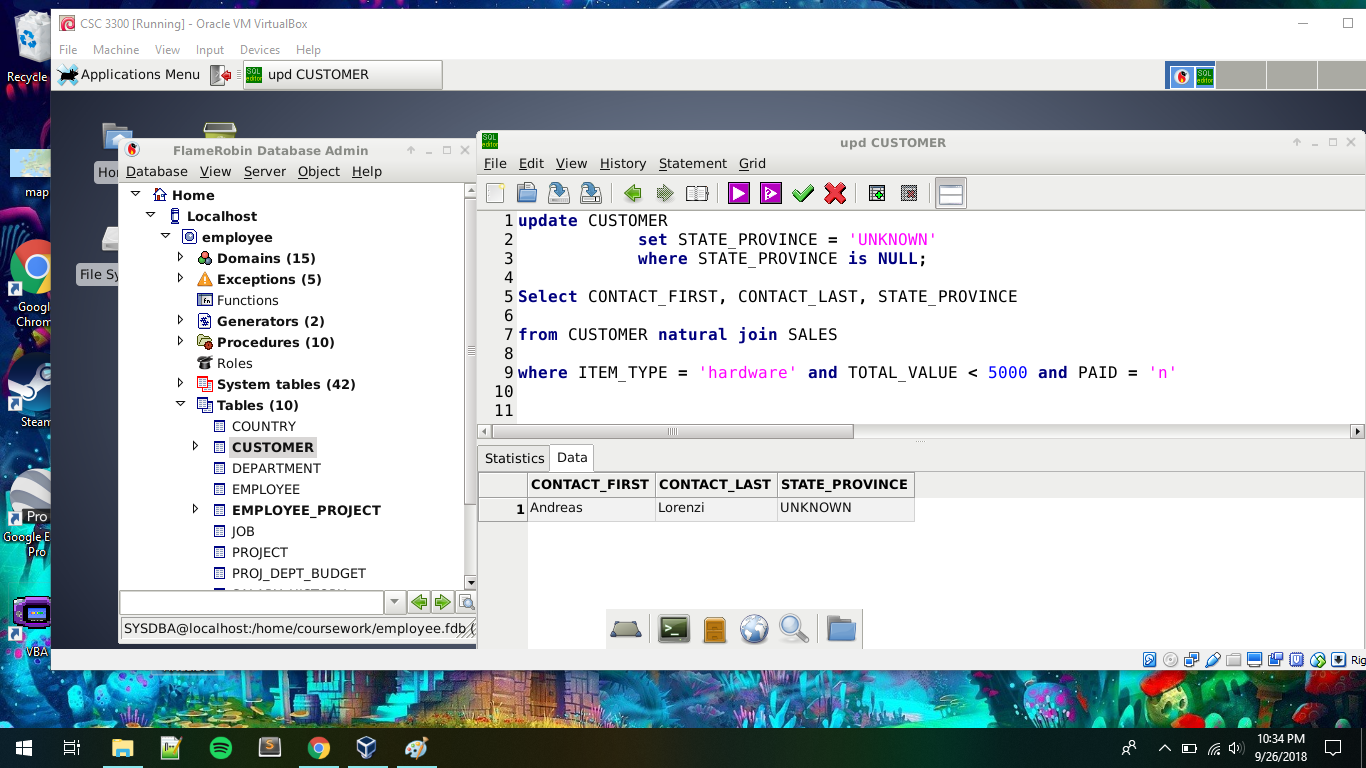 CSC 3300 [Running] - Oracle VM VirtualBox
File Machine View Input Devices Help
Applications Menu
upd CUSTOMER
Recycle
map
Googl
Chrom
Steam
Pro
Google E
Pro
VBA
File Sy
FlameRobin Database Admin
Database View Server Object Help
Home
Localhost
employee
Domains (15)
Exceptions (5)
Functions
Generators (2)
Procedures (10)
Roles
System tables (42)
Tables (10)
COUNTRY
CUSTOMER
DEPARTMENT
EMPLOYEE
EMPLOYEE_PROJECT
JOB
PROJECT
PROJ_DEPT_BUDGET
SYSDBA@localhost:/home/coursework/employee.fdb
upd CUSTOMER
File Edit View History Statement Grid
1 update CUSTOMER
2 set STATE_PROVINCE = 'UNKNOWN'
3 where STATE_PROVINCE is NULL;
4
5 Select CONTACT_FIRST, CONTACT_LAST, STATE_PROVINCE
6
7 from CUSTOMER natural join SALES
8
9 where ITEM_TYPE = 'hardware' and TOTAL_VALUE < 5000 and PAID = 'n'
10
11
Statistics Data
CONTACT_FIRST CONTACT_LAST STATE_PROVINCE
1 Andreas Lorenzi UNKNOWN
Rig
10:34 PM
9/26/2018